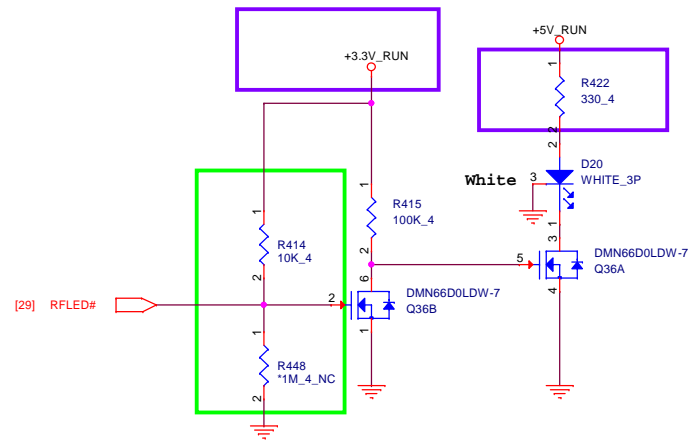 +5V_RUN
+3.3V_RUN
1
R422
330_4
2
2
D20
WHITE_3P
White
3
1
R415
100K_4
2
1
R414
10K_4
2
1
3
DMN66D0LDW-7
Q36A
5
4
6
DMN66D0LDW-7
Q36B
2
1
[29] RFLED#
1
R448
*1M_4_NC
2